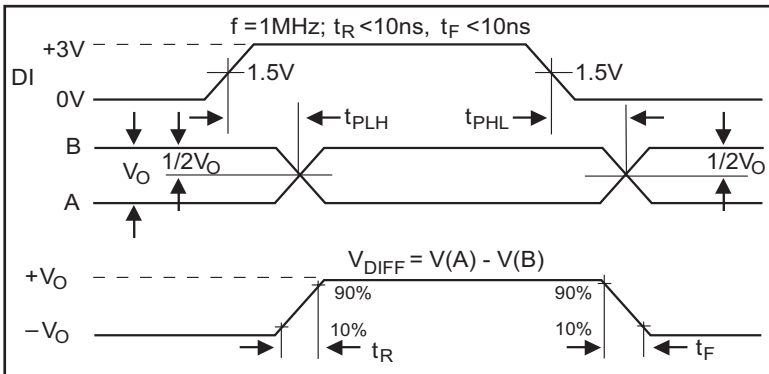 f = 1MHz; tR < 10ns, tF < 10ns
+3V
DI
1.5V
1.5V
0V
tPLH
tPHL
B
VO
1/2VO
1/2VO
A
VDIFF = V(A) - V(B)
+VO
90%
90%
−VO
10%
10%
tR
tF